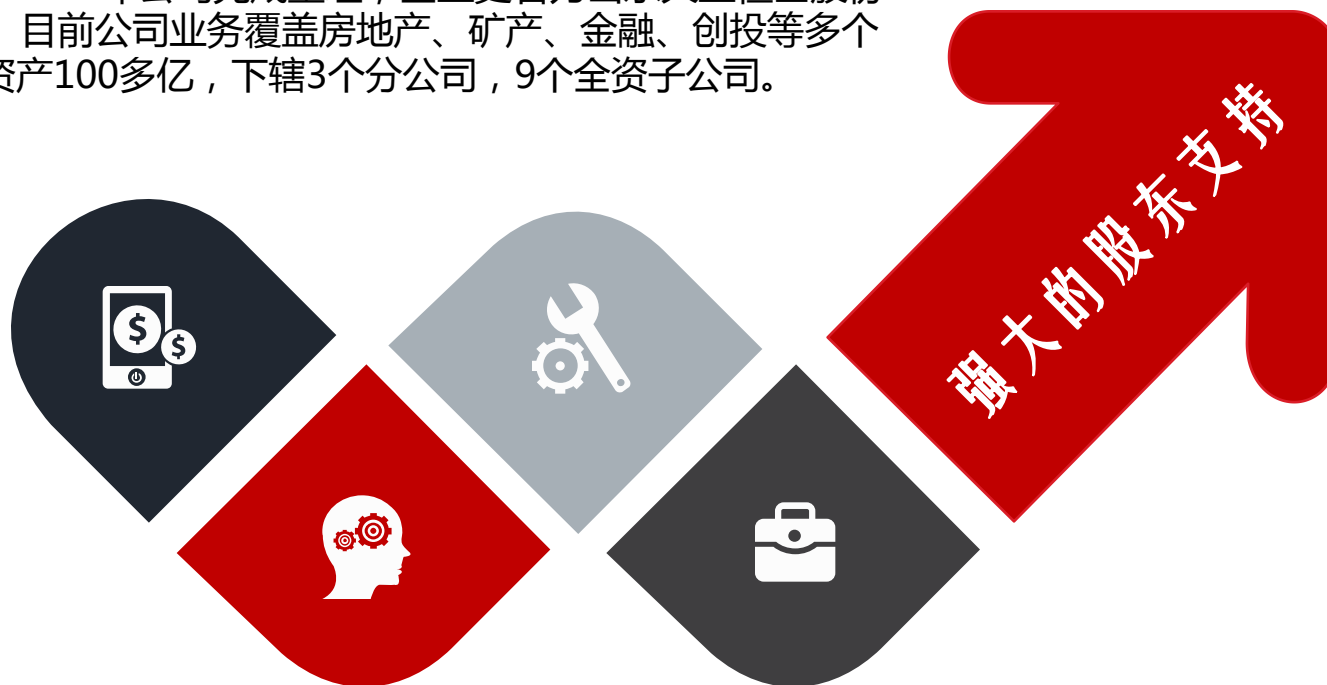 目前公司业务覆盖房地产、矿产、金融、创投等多个
资产100多亿，下辖3个分公司，9个全资子公司。
强大的股东支持
$
$